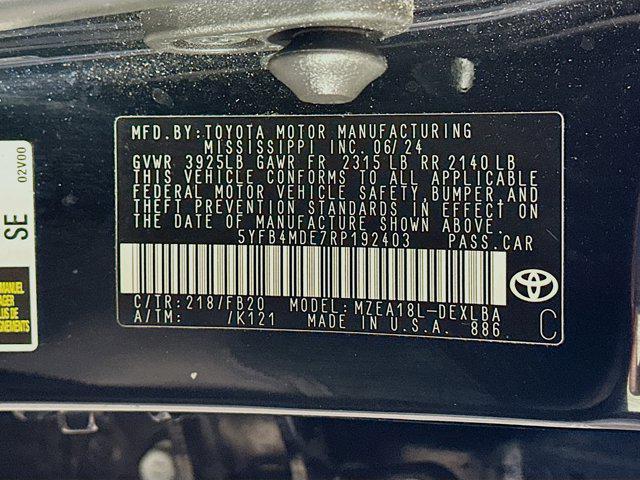 MFD.BY:TOYOTA MOTOR MANUFACTURING
MISSISSIPPI INC. 06/24
GVWR 3925LB GAWR FR 2315 LB RR 2140 LB
THIS VEHICLE CONFORMS TO ALL APPLICABLE
FEDERAL MOTOR VEHICLE SAFETY,BUMPER,AND
THEFT PREVENTION STANDARDS IN EFFECT ON
THE DATE OF MANUFACTURE SHOWN ABOVE.
5YFB4MDE7RP192403 PASS.CAR
C/TR:218/FB20 MODEL:MZEA18L-DEXLBA
A/TM: /K121 MADE IN U.S.A. 886
C
02V00
SE